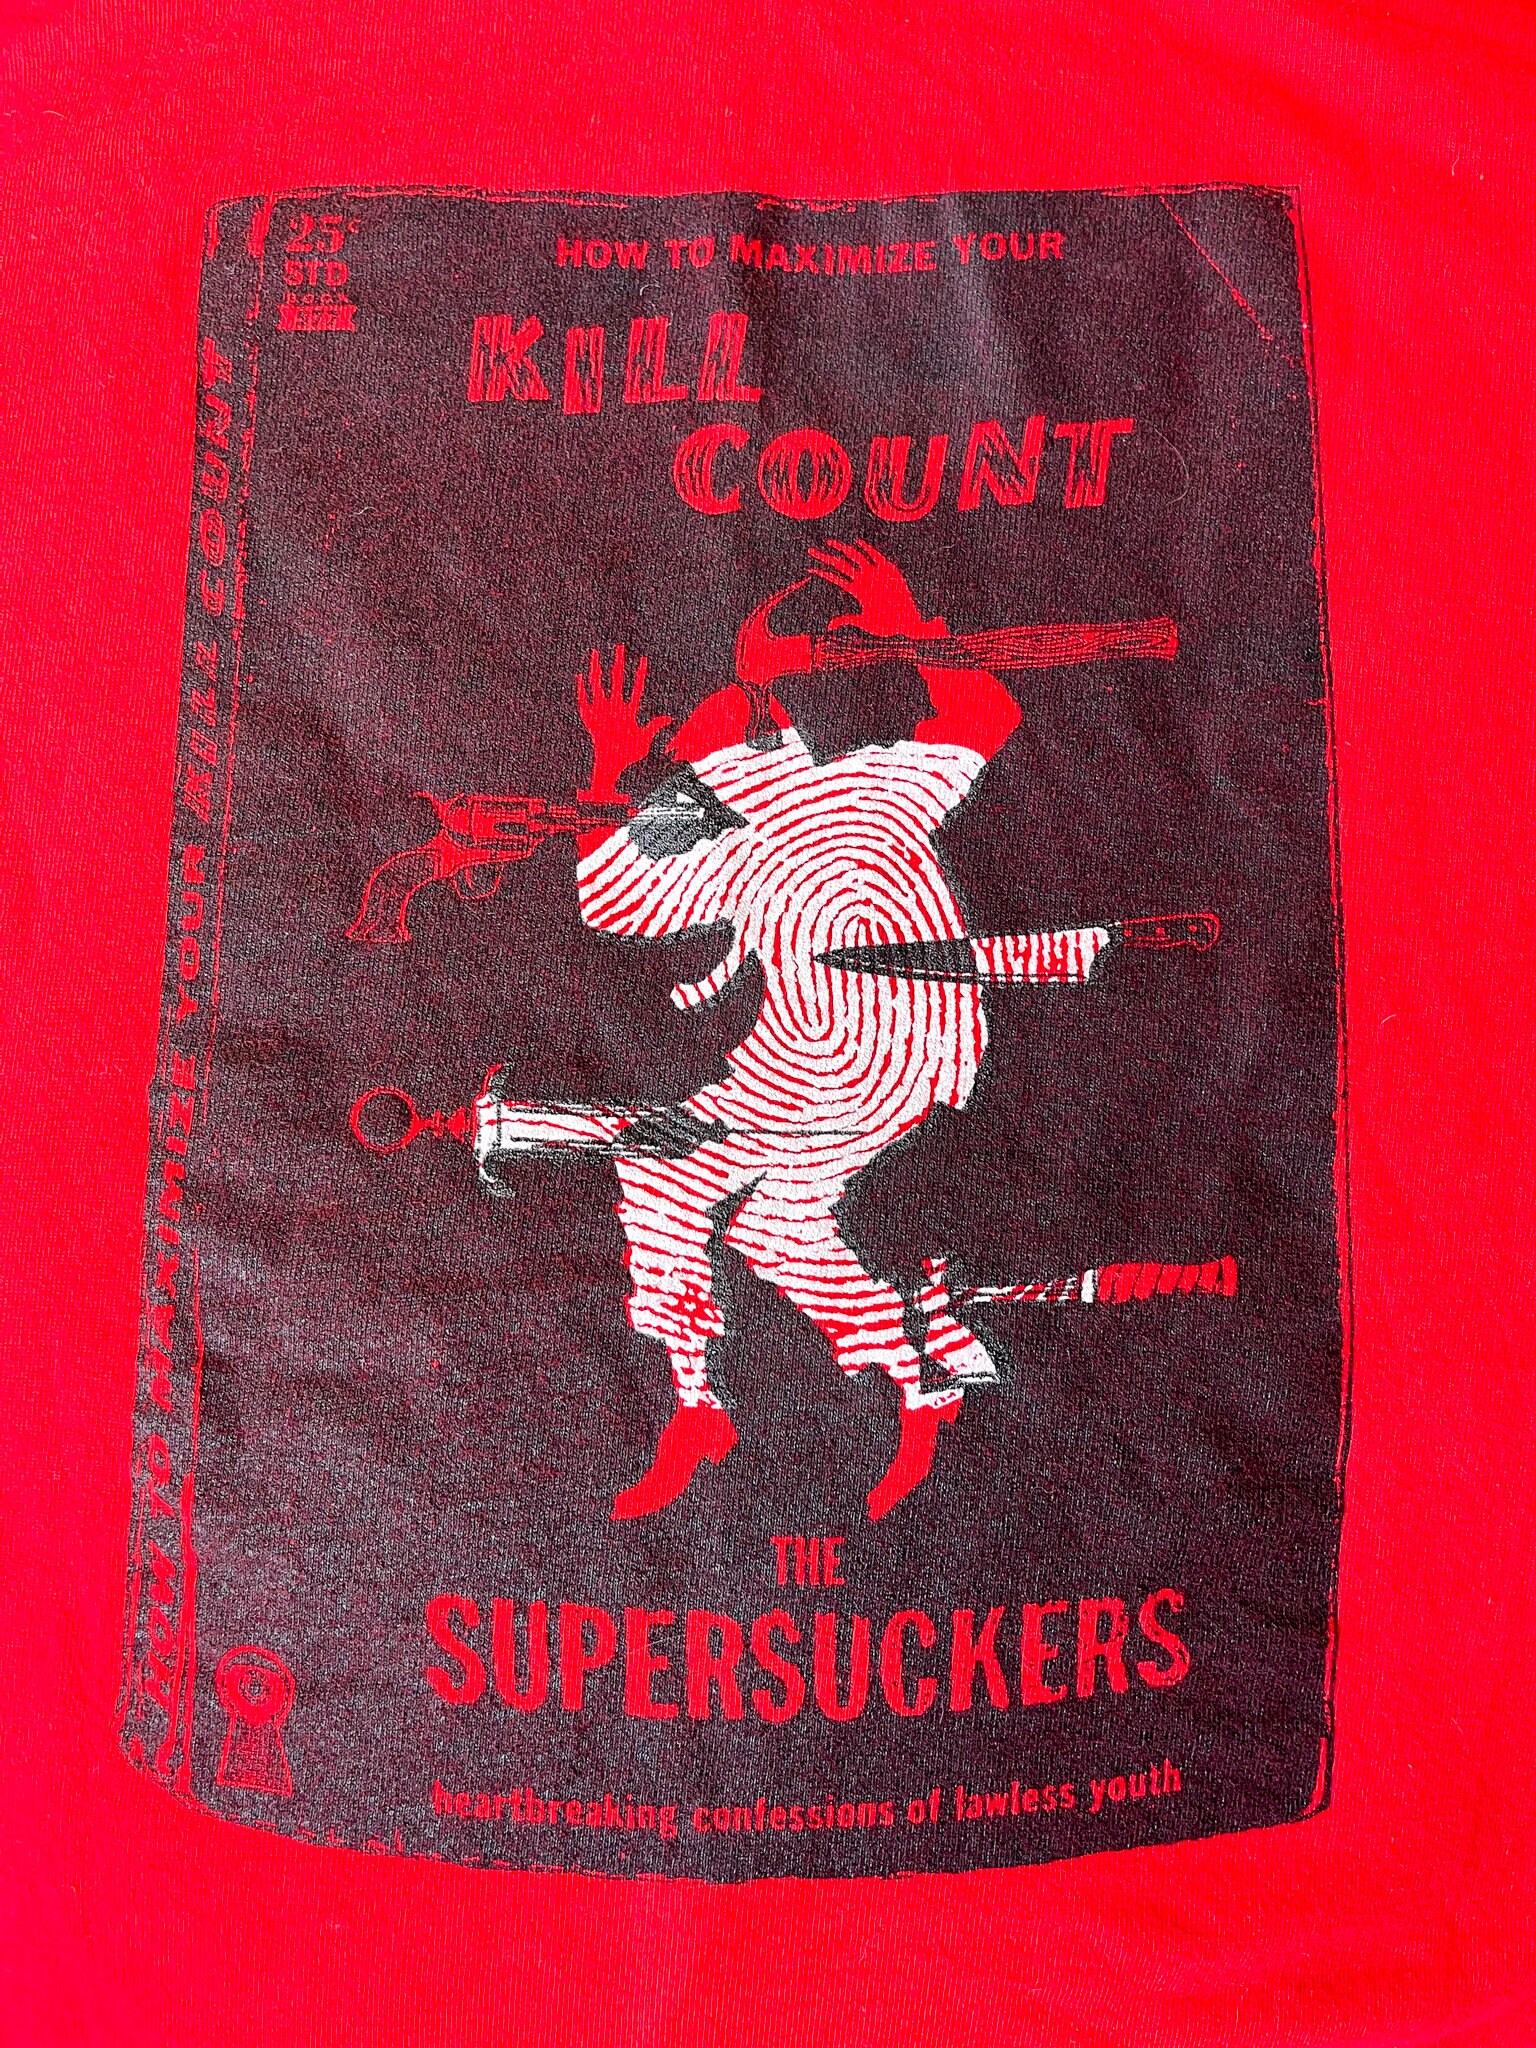 25¢
STD
BOOK
HOW TO MAXIMIZE YOUR
KILL
COUNT
HOW TO MAXIMIZE YOUR KILL COUNT
THE
SUPERSUCKERS
heartbreaking confessions of lawless youth